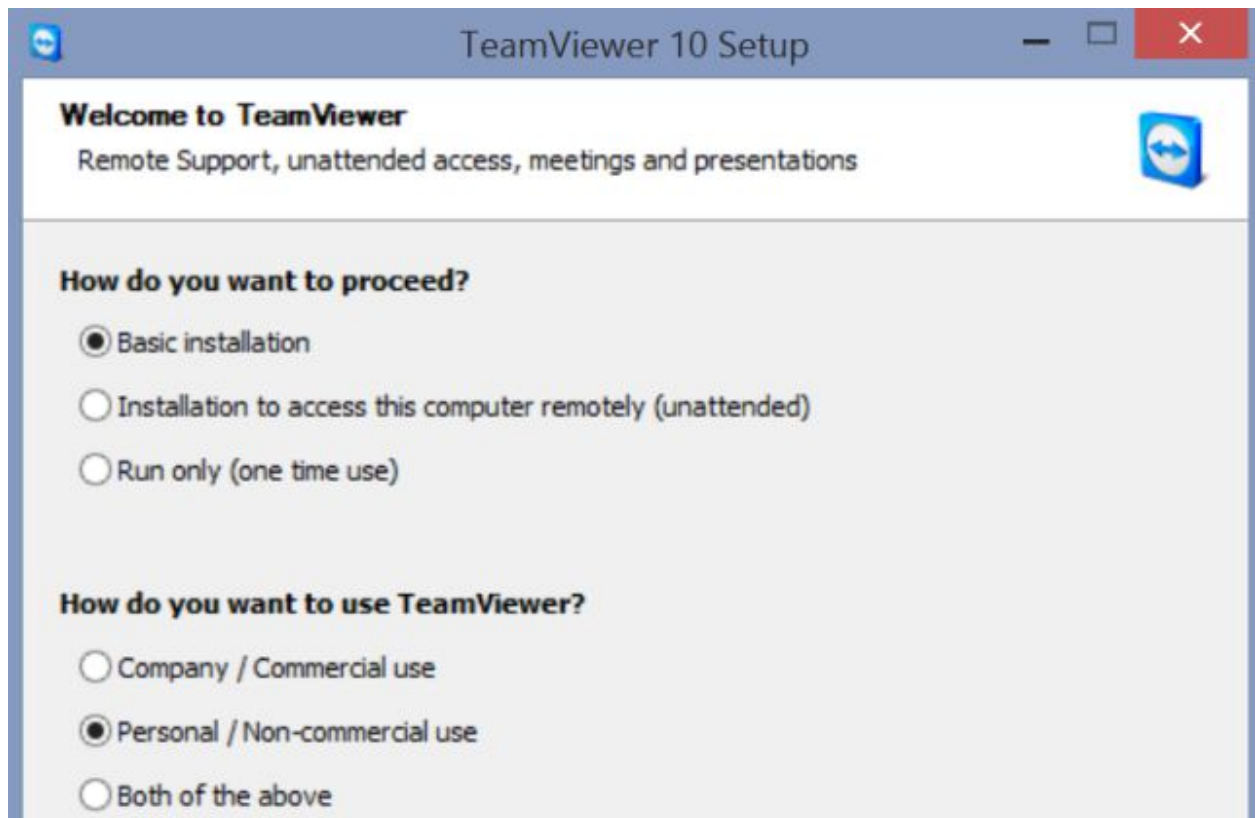 TeamViewer 10 Setup
Welcome to TeamViewer
Remote Support, unattended access, meetings and presentations
How do you want to proceed?
Basic installation
Installation to access this computer remotely (unattended)
Run only (one time use)
How do you want to use TeamViewer?
Company / Commercial use
Personal / Non-commercial use
Both of the above